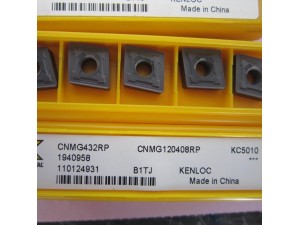 KENLOC
Made in China
CNMG432RP CNMG120408RP KC5010
1940958 ***
110124931 B1TJ KENLOC
Made in China